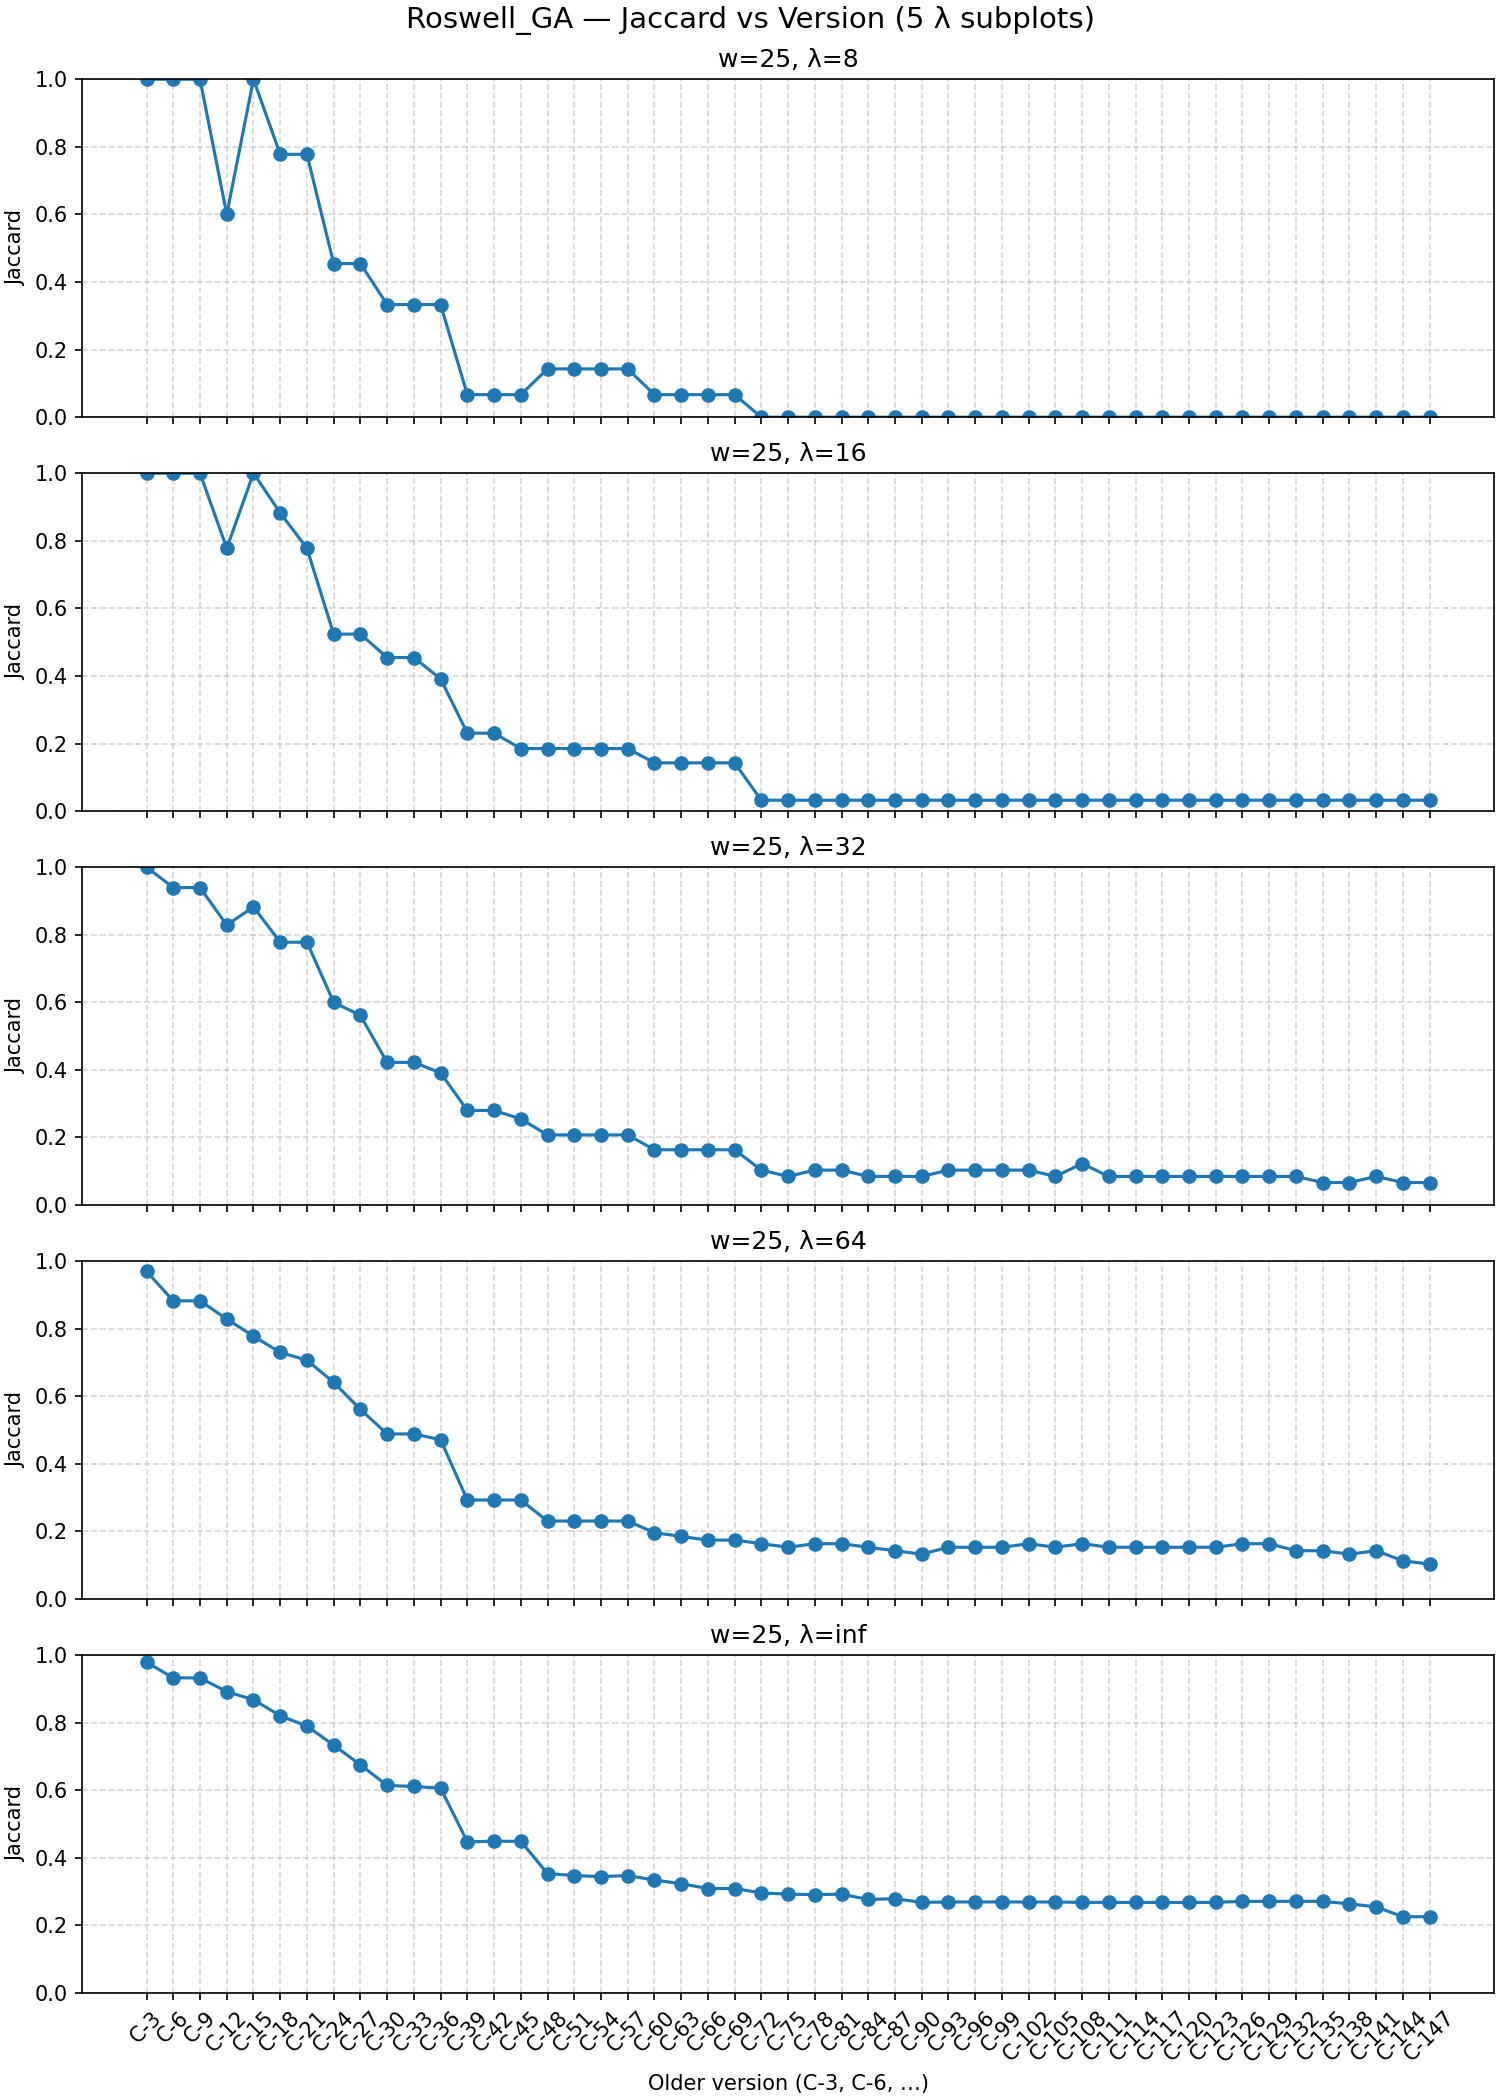 Roswell_GA — Jaccard vs Version (5 λ subplots)
w=25, λ=8
1.0
0.8
0.6
0.4
0.2
0.0
Jaccard
w=25, λ=16
1.0
0.8
0.6
0.4
0.2
0.0
Jaccard
w=25, λ=32
1.0
0.8
0.6
0.4
0.2
0.0
Jaccard
w=25, λ=64
1.0
0.8
0.6
0.4
0.2
0.0
Jaccard
w=25, λ=inf
1.0
0.8
0.6
0.4
0.2
0.0
Jaccard
C-3 C-6 C-9 C-12 C-15 C-18 C-21 C-24 C-27 C-30 C-33 C-36 C-39 C-42 C-45 C-48 C-51 C-54 C-57 C-60 C-63 C-66 C-69 C-72 C-75 C-78 C-81 C-84 C-87 C-90 C-93 C-96 C-99 C-102 C-105 C-108 C-111 C-114 C-117 C-120 C-123 C-126 C-129 C-132 C-135 C-138 C-141 C-144 C-147
Older version (C-3, C-6, ...)